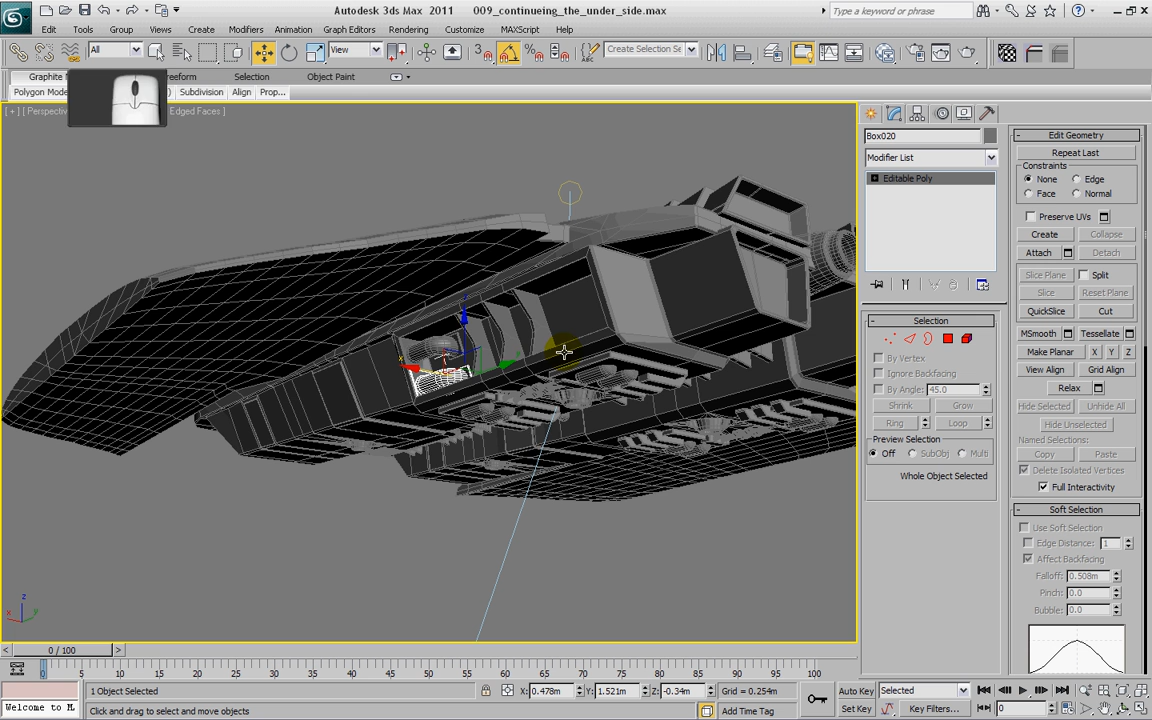 Autodesk 3ds Max 2011 009_continueing_the_under_side.max
Type a keyword or phrase
Edit Tools Group Views Create Modifiers Animation Graph Editors Rendering Customize MAXScript Help
All View Create Selection Se
Graphite reeform Selection Object Paint
Polygon Mode Subdivision Align Prop...
[ + ] [ Perspectiv Edged Faces ]
Box020
Modifier List
Editable Poly
Selection
By Vertex
Ignore Backfacing
By Angle: 45.0
Shrink Grow
Ring Loop
Preview Selection
Off SubObj Multi
Whole Object Selected
Edit Geometry
Repeat Last
Constraints
None Edge
Face Normal
Preserve UVs
Create Collapse
Attach Detach
Slice Plane Split
Slice Reset Plane
QuickSlice Cut
MSmooth Tessellate
Make Planar X Y Z
View Align Grid Align
Relax
Hide Selected Unhide All
Hide Unselected
Named Selections:
Copy Paste
Delete Isolated Vertices
Full Interactivity
Soft Selection
Use Soft Selection
Edge Distance: 1
Affect Backfacing
Falloff: 0.508m
Pinch: 0.0
Bubble: 0.0
z
x y
0 / 100
0 5 10 15 20 25 30 35 40 45 50 55 60 65 70 75 80 85 90 95 100
1 Object Selected X: 0.478m Y: 1.521m Z: -0.34m Grid = 0.254m Auto Key Selected
Welcome to M Click and drag to select and move objects Add Time Tag Set Key Key Filters... 0